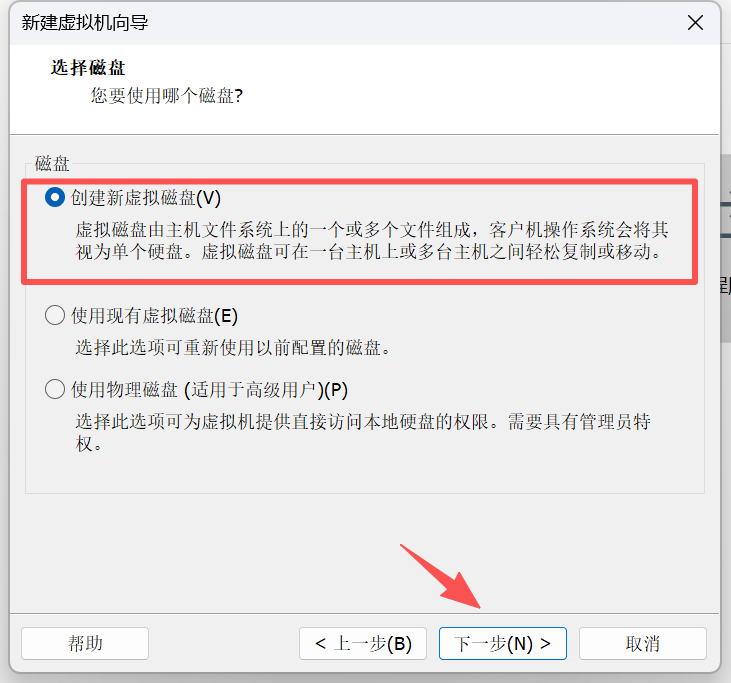 新建虚拟机向导
选择磁盘
您要使用哪个磁盘?
磁盘
创建新虚拟磁盘(V)
虚拟磁盘由主机文件系统上的一个或多个文件组成，客户机操作系统会将其
视为单个硬盘。虚拟磁盘可在一台主机上或多台主机之间轻松复制或移动。
使用现有虚拟磁盘(E)
选择此选项可重新使用以前配置的磁盘。
使用物理磁盘 (适用于高级用户)(P)
选择此选项可为虚拟机提供直接访问本地硬盘的权限。需要具有管理员特
权。
帮助
< 上一步(B)
下一步(N) >
取消